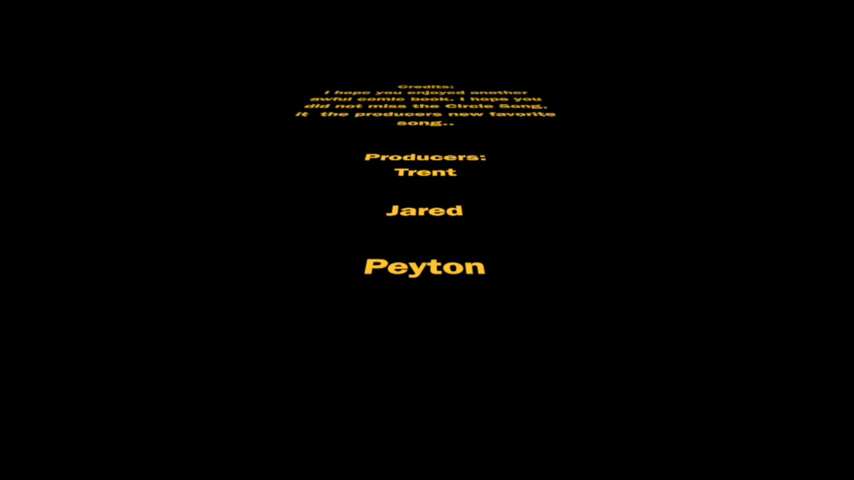 Credits:
I hope you enjoyed another
awful comic book. I hope you
did not miss the Circle Song,
it the producers new favorite
song..
Producers:
Trent
Jared
Peyton